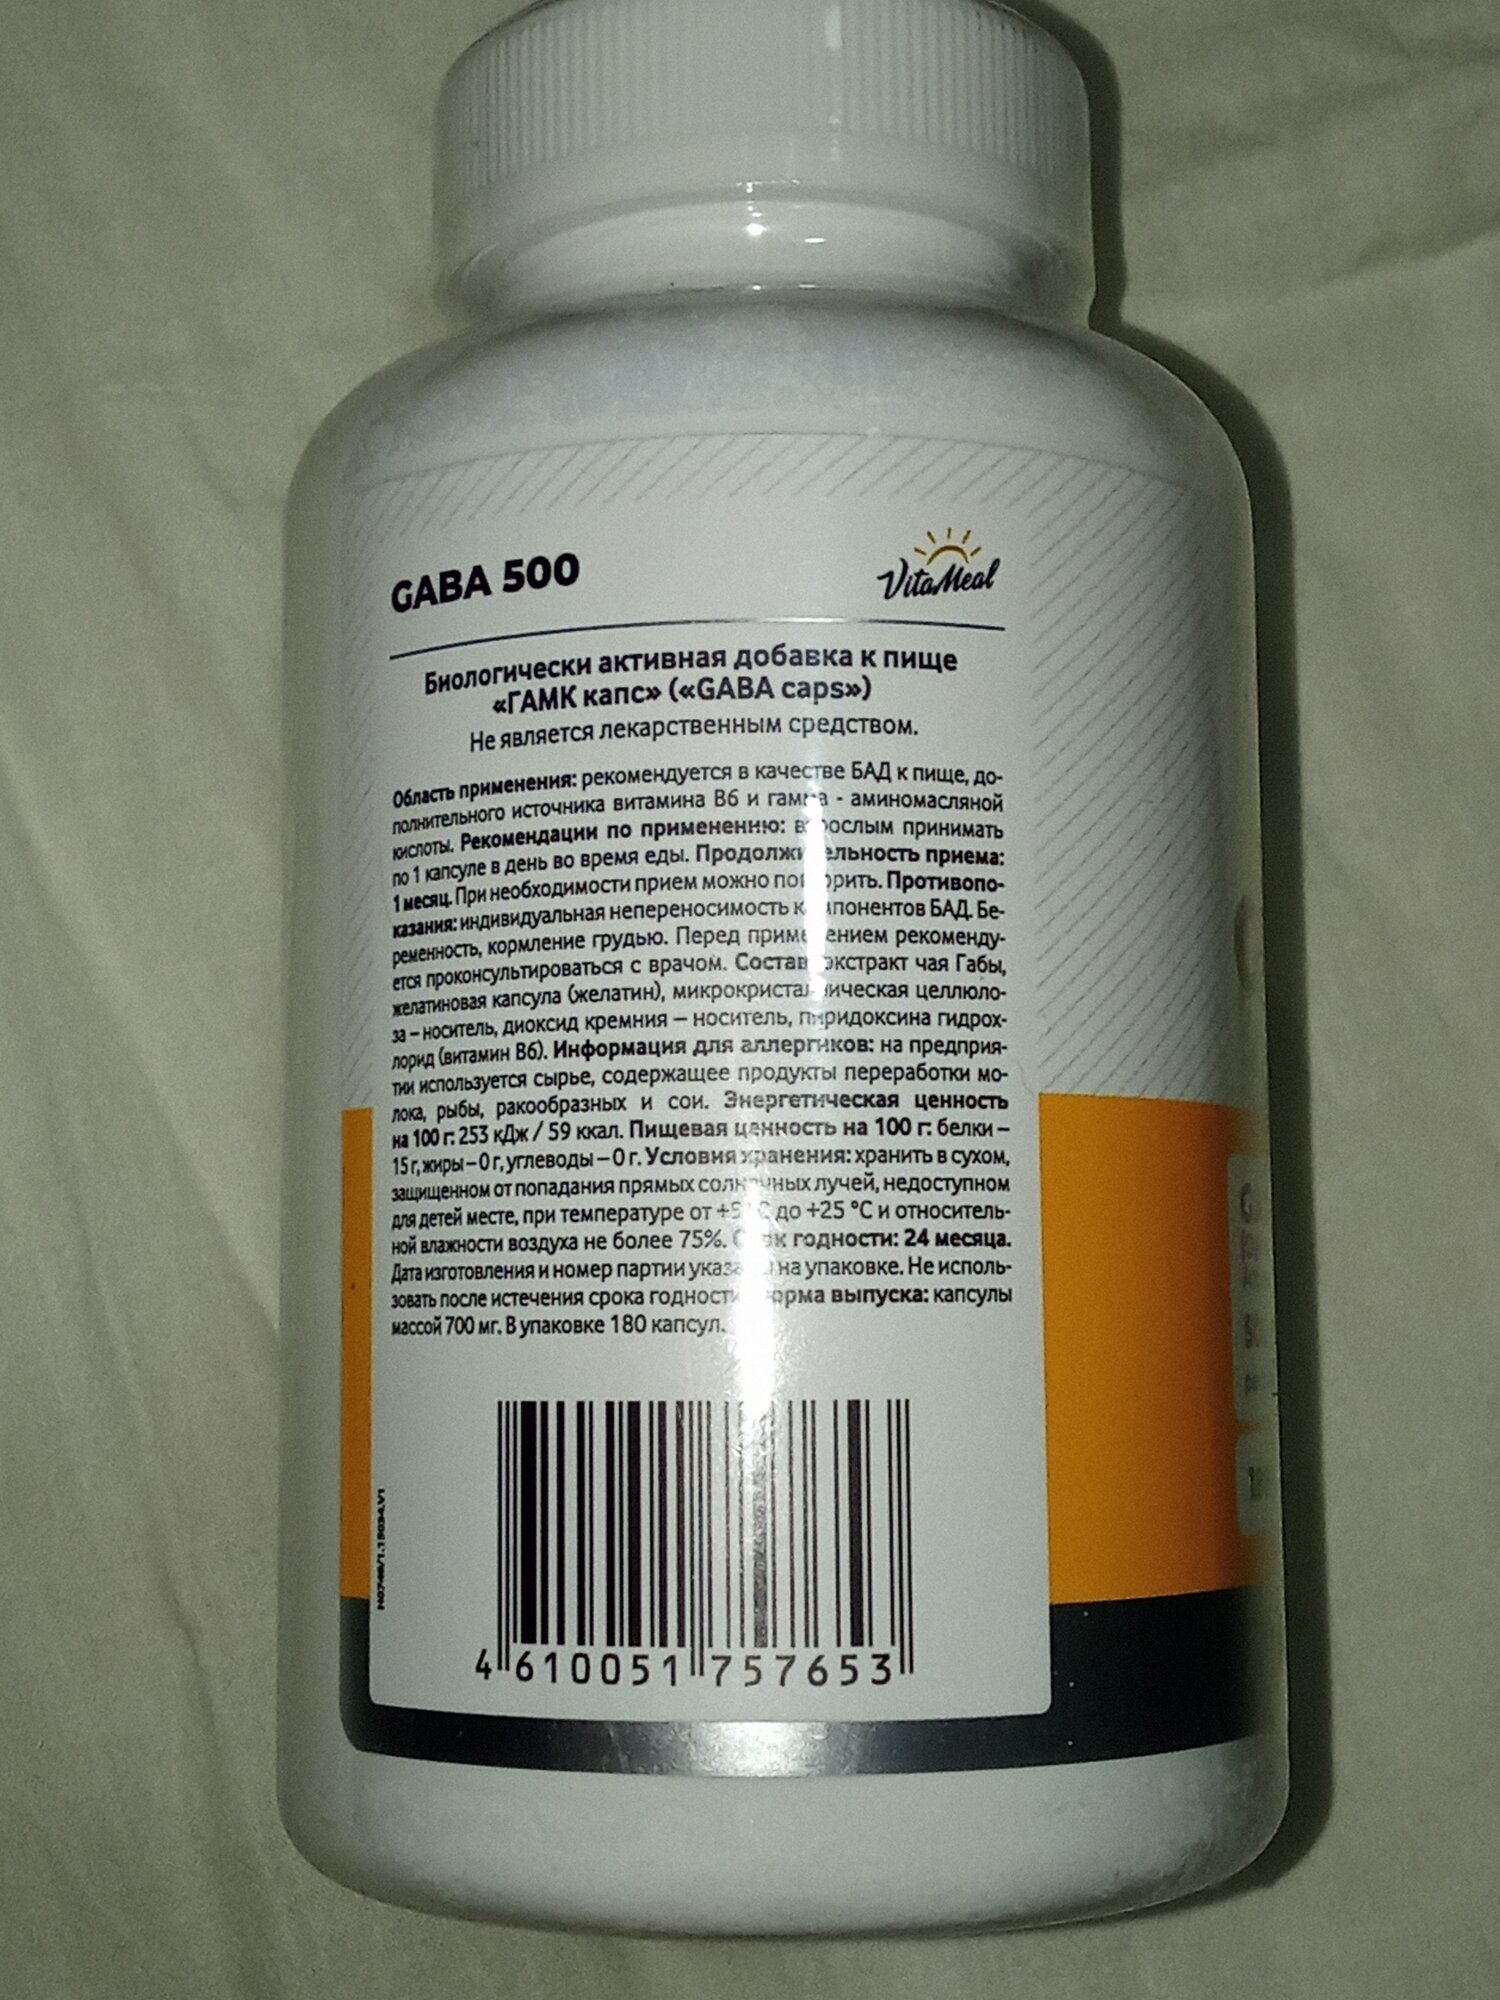 GABA 500
VitaMeal
Биологически активная добавка к пище
«ГАМК капс» («GABA caps»)
Не является лекарственным средством.
Область применения: рекомендуется в качестве БАД к пище, до-
полнительного источника витамина B6 и гамма - аминомасляной
кислоты. Рекомендации по применению: взрослым принимать
по 1 капсуле в день во время еды. Продолжительность приема:
1 месяц. При необходимости прием можно повторить. Противопо-
казания: индивидуальная непереносимость компонентов БАД. Бе-
ременность, кормление грудью. Перед применением рекоменду-
ется проконсультироваться с врачом. Состав: экстракт чая Габы,
желатиновая капсула (желатин), микрокристаллическая целлюло-
за – носитель, диоксид кремния – носитель, пиридоксина гидрох-
лорид (витамин B6). Информация для аллергиков: на предприя-
тии используется сырье, содержащее продукты переработки мо-
лока, рыбы, ракообразных и сои. Энергетическая ценность
на 100 г: 253 кДж / 59 ккал. Пищевая ценность на 100 г: белки –
15 г, жиры – 0 г, углеводы – 0 г. Условия хранения: хранить в сухом,
защищенном от попадания прямых солнечных лучей, недоступном
для детей месте, при температуре от +5 °C до +25 °C и относитель-
ной влажности воздуха не более 75%. Срок годности: 24 месяца.
Дата изготовления и номер партии указаны на упаковке. Не исполь-
зовать после истечения срока годности. Форма выпуска: капсулы
массой 700 мг. В упаковке 180 капсул.
4 610051 757653